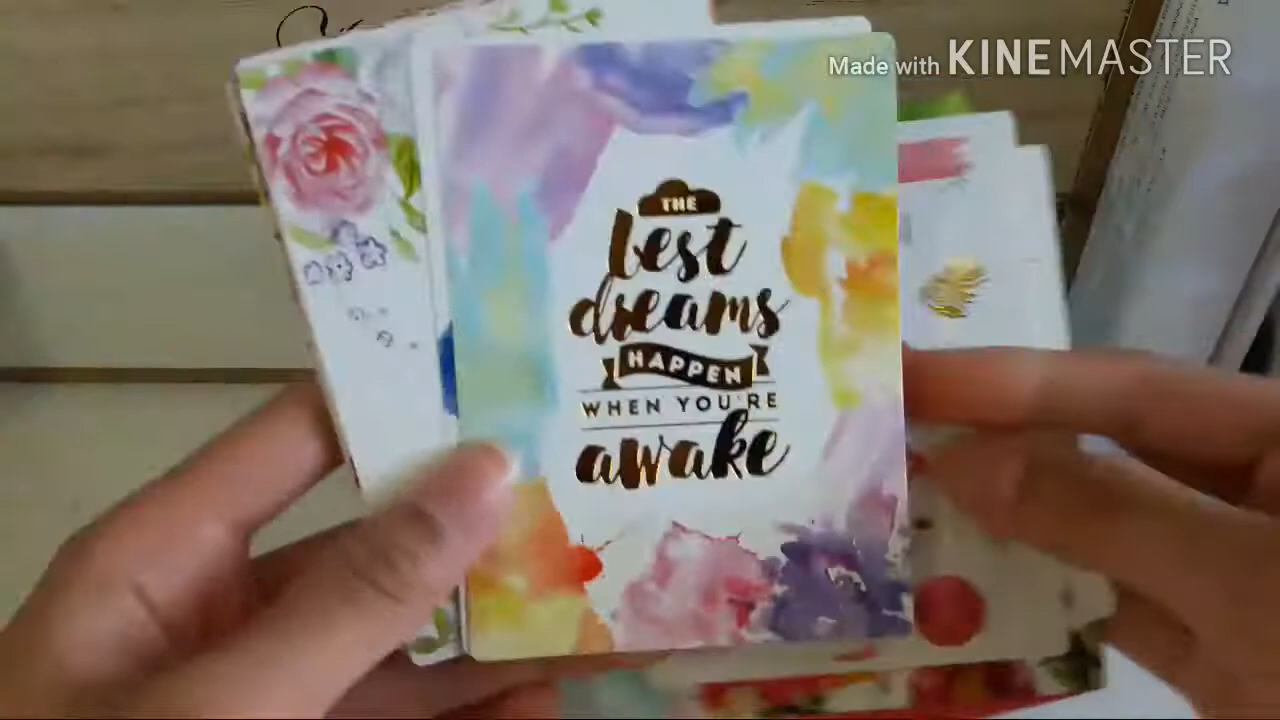 Made with KINEMASTER
THE
best
dreams
HAPPEN
WHEN YOU'RE
awake